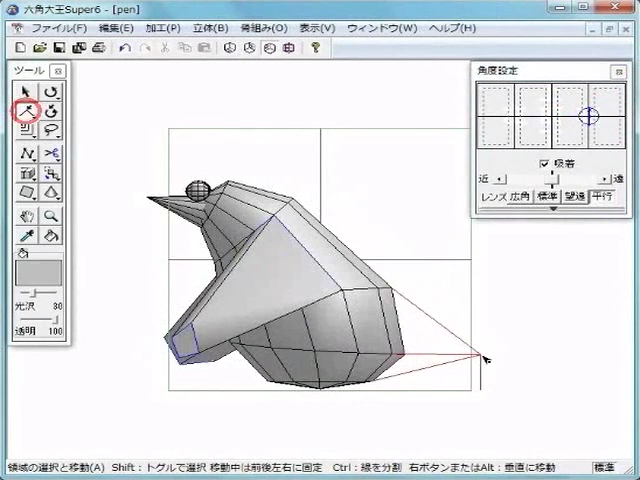 六角大王Super6 - [pen]
ファイル(F) 編集(E) 加工(P) 立体(B) 骨組み(O) 表示(V) ウィンドウ(W) ヘルプ(H)
ツール
角度設定
吸着
近 遠
レンズ 広角 標準 望遠 平行
光沢 80
透明 100
領域の選択と移動(A) Shift：トグルで選択 移動中は前後左右に固定 Ctrl：線を分割 右ボタンまたはAlt：垂直に移動 標準